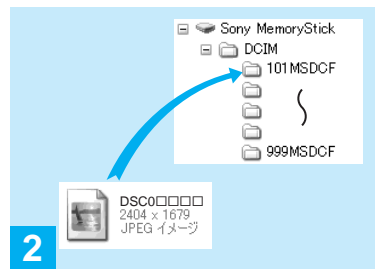 Sony MemoryStick
DCIM
101MSDCF
999MSDCF
DSC0□□□□
2404 x 1679
JPEG イメージ
2